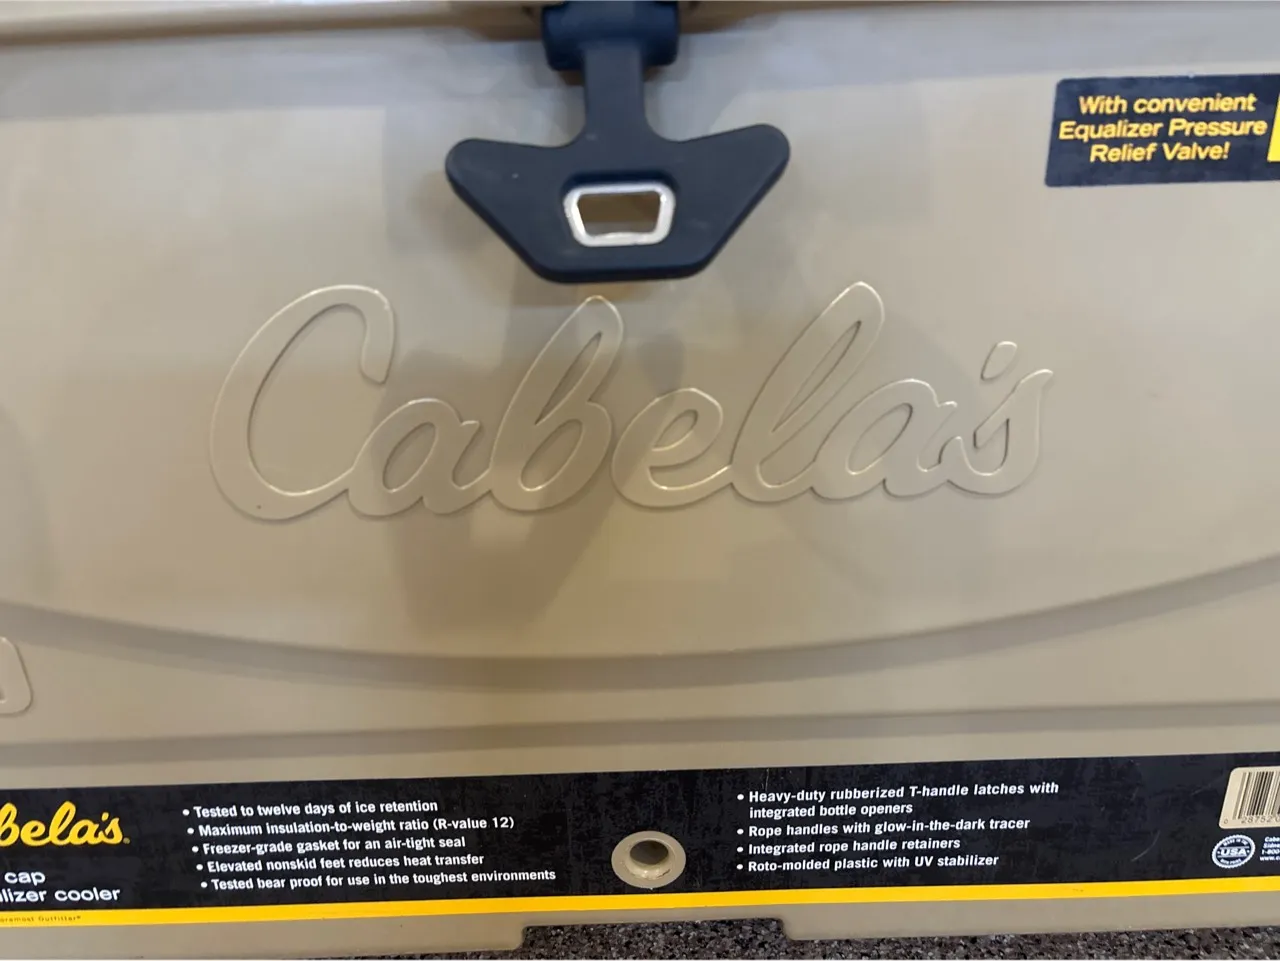 With convenient
Equalizer Pressure
Relief Valve!
Cabela's
bela's®
cap
lizer cooler
oremost Outfitter®
• Tested to twelve days of ice retention
• Maximum insulation-to-weight ratio (R-value 12)
• Freezer-grade gasket for an air-tight seal
• Elevated nonskid feet reduces heat transfer
• Tested bear proof for use in the toughest environments
• Heavy-duty rubberized T-handle latches with
integrated bottle openers
• Rope handles with glow-in-the-dark tracer
• Integrated rope handle retainers
• Roto-molded plastic with UV stabilizer
USA